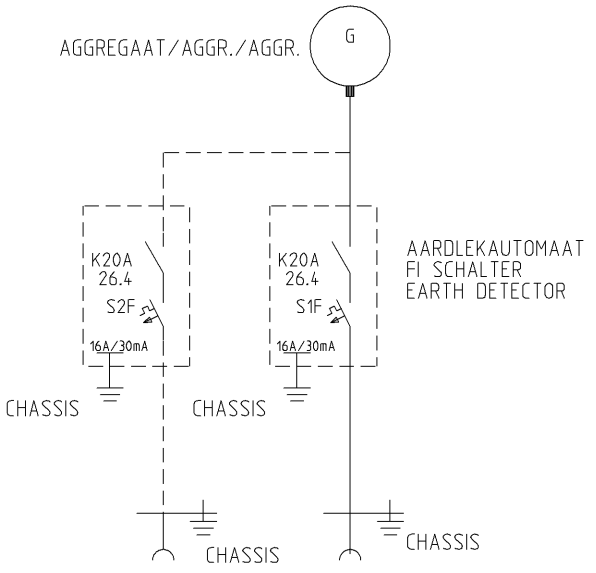 G
AGGREGAAT/AGGR./AGGR.
K20A
26.4
S2F
16A/30mA
CHASSIS
K20A
26.4
S1F
16A/30mA
CHASSIS
AARDLEKAUTOMAAT
FI SCHALTER
EARTH DETECTOR
CHASSIS
CHASSIS